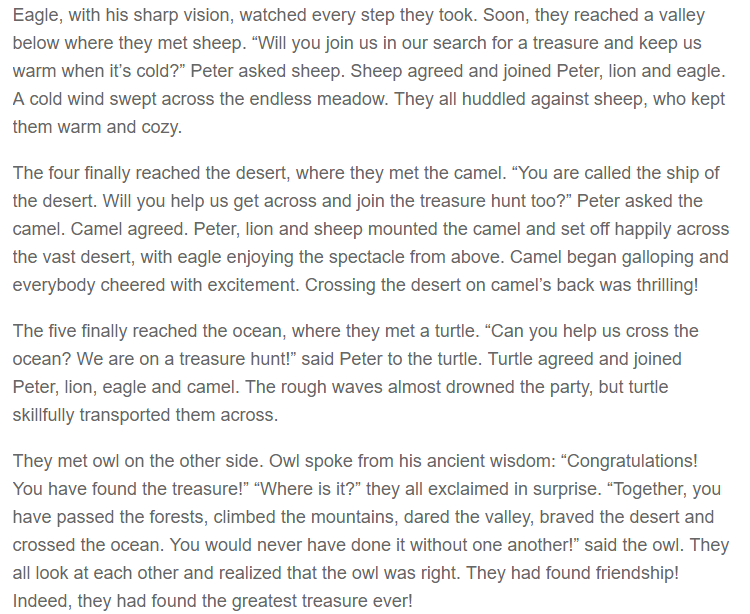 Eagle, with his sharp vision, watched every step they took. Soon, they reached a valley
below where they met sheep. “Will you join us in our search for a treasure and keep us
warm when it’s cold?” Peter asked sheep. Sheep agreed and joined Peter, lion and eagle.
A cold wind swept across the endless meadow. They all huddled against sheep, who kept
them warm and cozy.
The four finally reached the desert, where they met the camel. “You are called the ship of
the desert. Will you help us get across and join the treasure hunt too?” Peter asked the
camel. Camel agreed. Peter, lion and sheep mounted the camel and set off happily across
the vast desert, with eagle enjoying the spectacle from above. Camel began galloping and
everybody cheered with excitement. Crossing the desert on camel’s back was thrilling!
The five finally reached the ocean, where they met a turtle. “Can you help us cross the
ocean? We are on a treasure hunt!” said Peter to the turtle. Turtle agreed and joined
Peter, lion, eagle and camel. The rough waves almost drowned the party, but turtle
skillfully transported them across.
They met owl on the other side. Owl spoke from his ancient wisdom: “Congratulations!
You have found the treasure!” “Where is it?” they all exclaimed in surprise. “Together, you
have passed the forests, climbed the mountains, dared the valley, braved the desert and
crossed the ocean. You would never have done it without one another!” said the owl. They
all look at each other and realized that the owl was right. They had found friendship!
Indeed, they had found the greatest treasure ever!